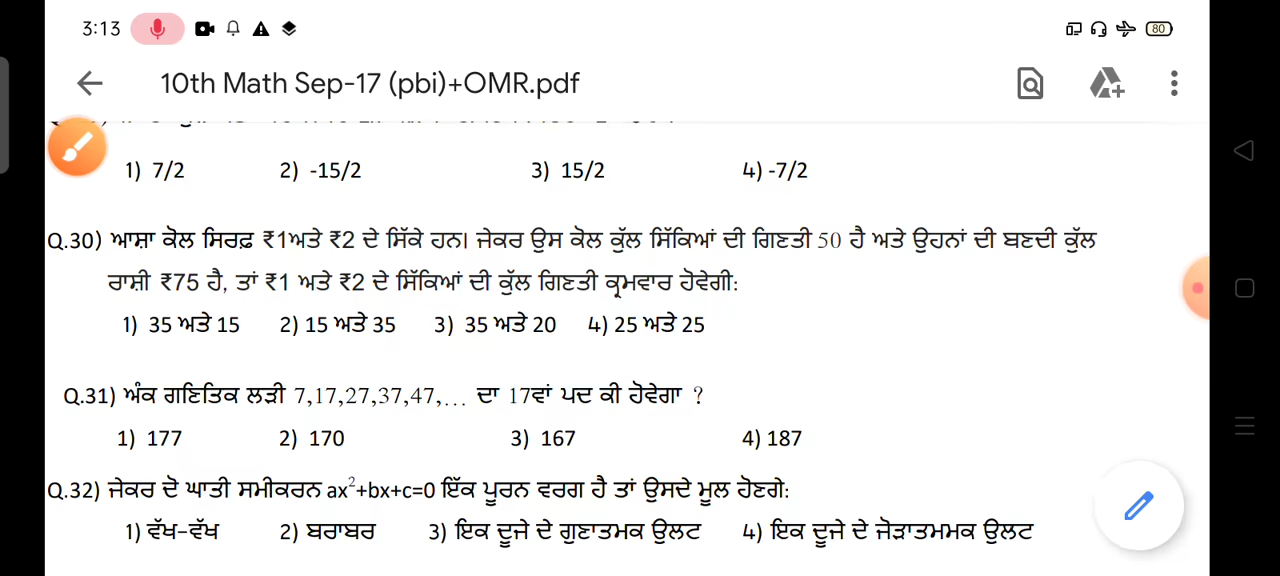 3:13 80
10th Math Sep-17 (pbi)+OMR.pdf
1) 7/2 2) -15/2 3) 15/2 4) -7/2
Q.30) ਆਸ਼ਾ ਕੋਲ ਸਿਰਫ਼ ₹1ਅਤੇ ₹2 ਦੇ ਸਿੱਕੇ ਹਨ। ਜੇਕਰ ਉਸ ਕੋਲ ਕੁੱਲ ਸਿੱਕਿਆਂ ਦੀ ਗਿਣਤੀ 50 ਹੈ ਅਤੇ ਉਹਨਾਂ ਦੀ ਬਣਦੀ ਕੁੱਲ
ਰਾਸ਼ੀ ₹75 ਹੈ, ਤਾਂ ₹1 ਅਤੇ ₹2 ਦੇ ਸਿੱਕਿਆਂ ਦੀ ਕੁੱਲ ਗਿਣਤੀ ਕ੍ਰਮਵਾਰ ਹੋਵੇਗੀ:
1) 35 ਅਤੇ 15 2) 15 ਅਤੇ 35 3) 35 ਅਤੇ 20 4) 25 ਅਤੇ 25
Q.31) ਅੰਕ ਗਣਿਤਿਕ ਲੜੀ 7,17,27,37,47,... ਦਾ 17ਵਾਂ ਪਦ ਕੀ ਹੋਵੇਗਾ ?
1) 177 2) 170 3) 167 4) 187
Q.32) ਜੇਕਰ ਦੋ ਘਾਤੀ ਸਮੀਕਰਨ ax²+bx+c=0 ਇੱਕ ਪੂਰਨ ਵਰਗ ਹੈ ਤਾਂ ਉਸਦੇ ਮੂਲ ਹੋਣਗੇ:
1) ਵੱਖ-ਵੱਖ 2) ਬਰਾਬਰ 3) ਇਕ ਦੂਜੇ ਦੇ ਗੁਣਾਤਮਕ ਉਲਟ 4) ਇਕ ਦੂਜੇ ਦੇ ਜੋੜਾਤਮਮਕ ਉਲਟ